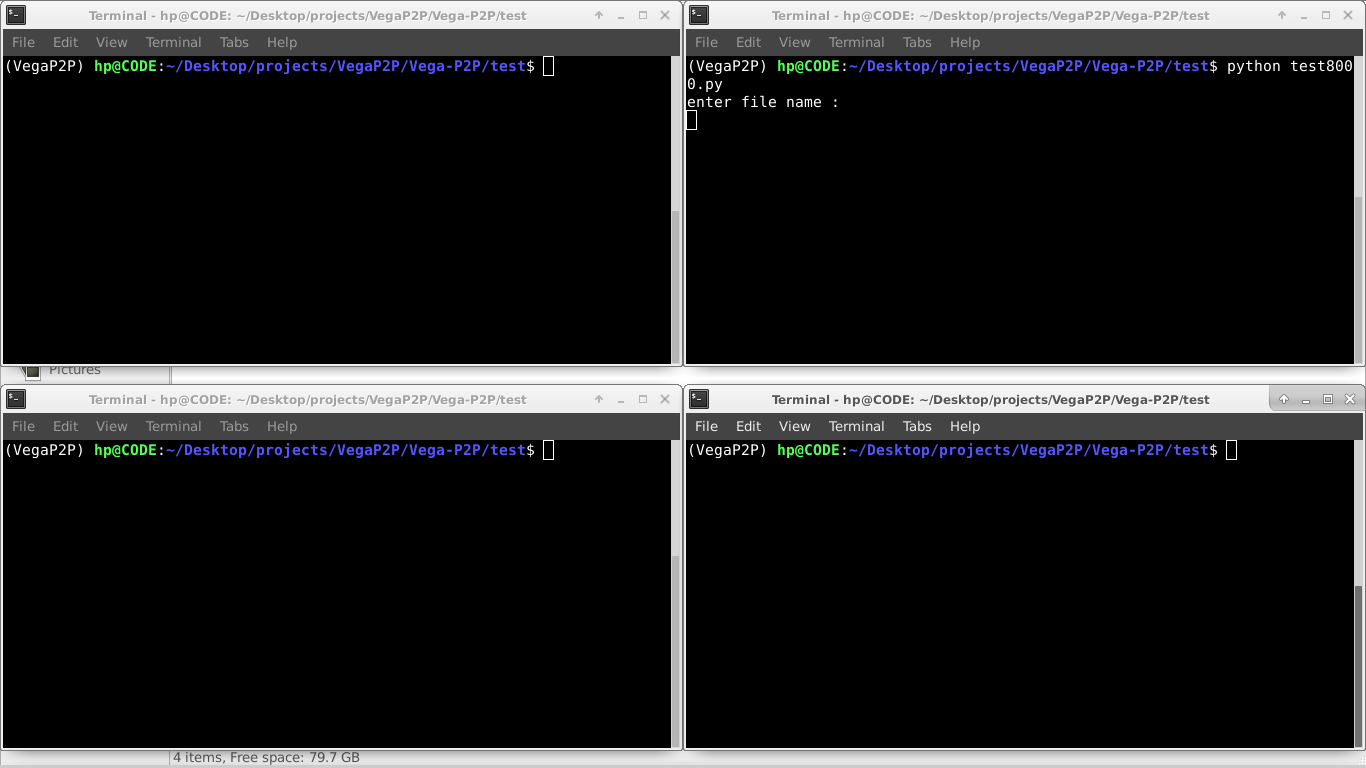 Terminal - hp@CODE: ~/Desktop/projects/VegaP2P/Vega-P2P/test
File Edit View Terminal Tabs Help
(VegaP2P) hp@CODE:~/Desktop/projects/VegaP2P/Vega-P2P/test$
Terminal - hp@CODE: ~/Desktop/projects/VegaP2P/Vega-P2P/test
File Edit View Terminal Tabs Help
(VegaP2P) hp@CODE:~/Desktop/projects/VegaP2P/Vega-P2P/test$ python test800
0.py
enter file name :
Pictures
Terminal - hp@CODE: ~/Desktop/projects/VegaP2P/Vega-P2P/test
File Edit View Terminal Tabs Help
(VegaP2P) hp@CODE:~/Desktop/projects/VegaP2P/Vega-P2P/test$
Terminal - hp@CODE: ~/Desktop/projects/VegaP2P/Vega-P2P/test
File Edit View Terminal Tabs Help
(VegaP2P) hp@CODE:~/Desktop/projects/VegaP2P/Vega-P2P/test$
4 items, Free space: 79.7 GB